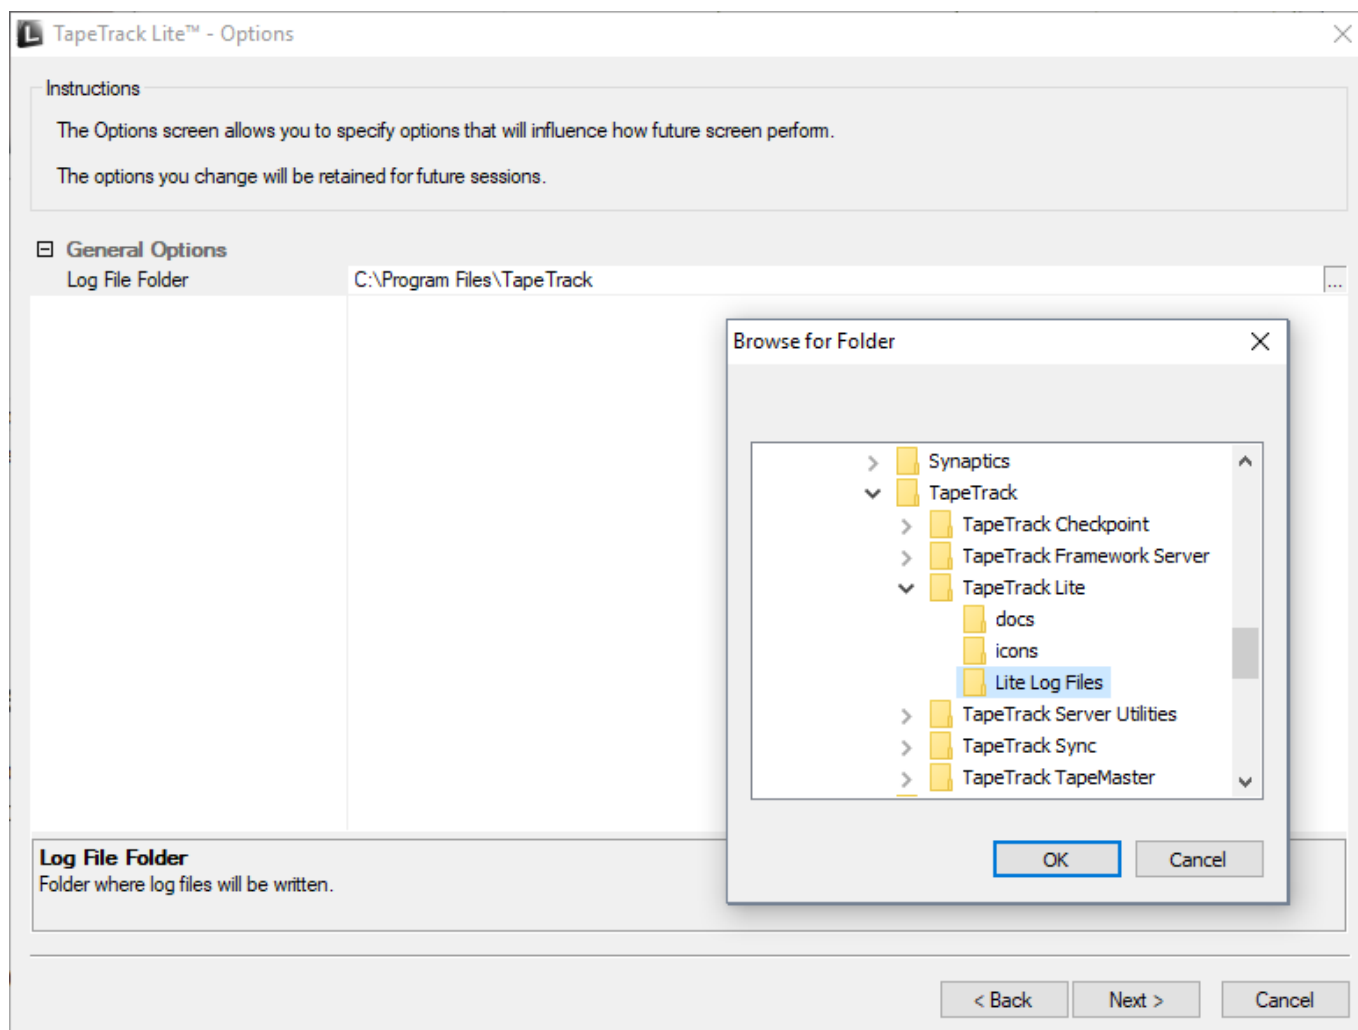 TapeTrack Lite™ - Options
Instructions
The Options screen allows you to specify options that will influence how future screen perform.
The options you change will be retained for future sessions.
General Options
Log File Folder C:\Program Files\TapeTrack ...
Browse for Folder
Synaptics
TapeTrack
TapeTrack Checkpoint
TapeTrack Framework Server
TapeTrack Lite
docs
icons
Lite Log Files
TapeTrack Server Utilities
TapeTrack Sync
TapeTrack TapeMaster
OK Cancel
Log File Folder
Folder where log files will be written.
< Back Next > Cancel